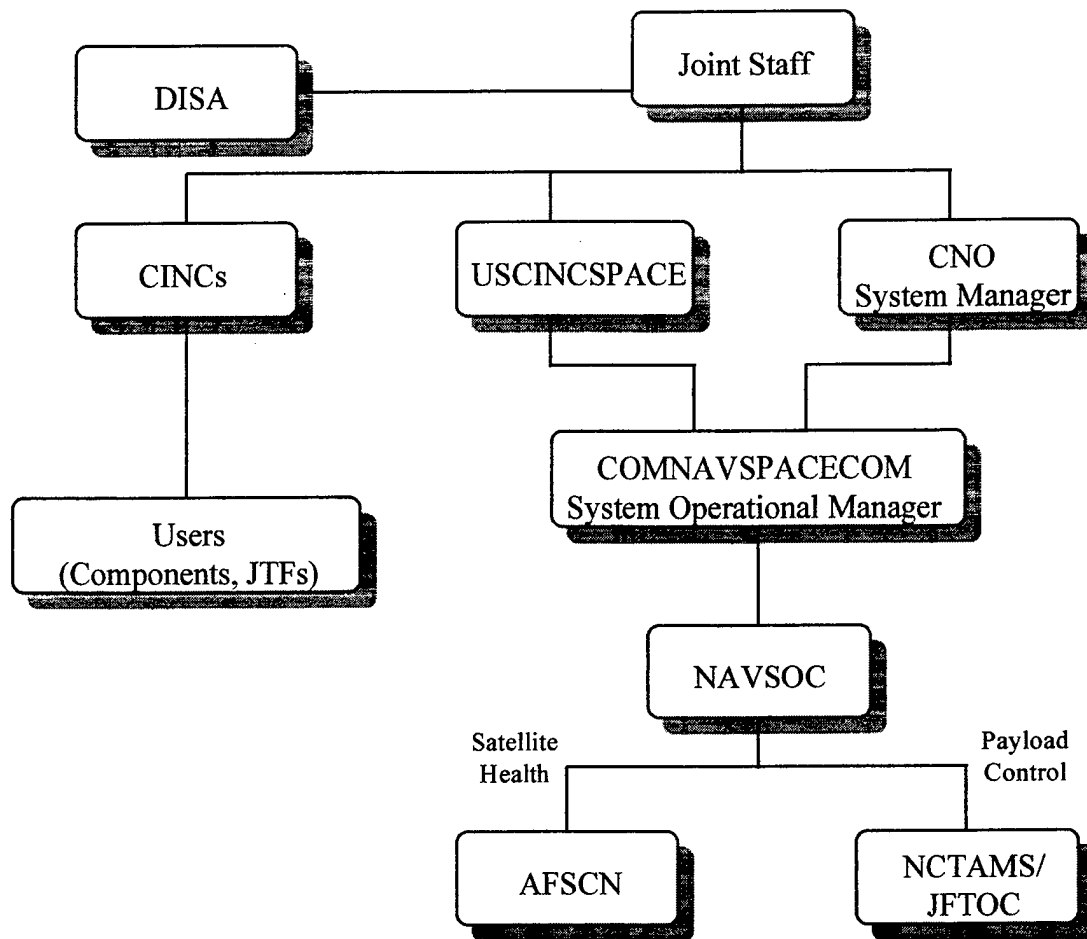 Joint Staff
DISA
CINCs
USCINCSPACE
CNO
System Manager
COMNAVSPACECOM
System Operational Manager
Users
(Components, JTFs)
NAVSOC
Satellite
Health
Payload
Control
AFSCN
NCTAMS/
JFTOC